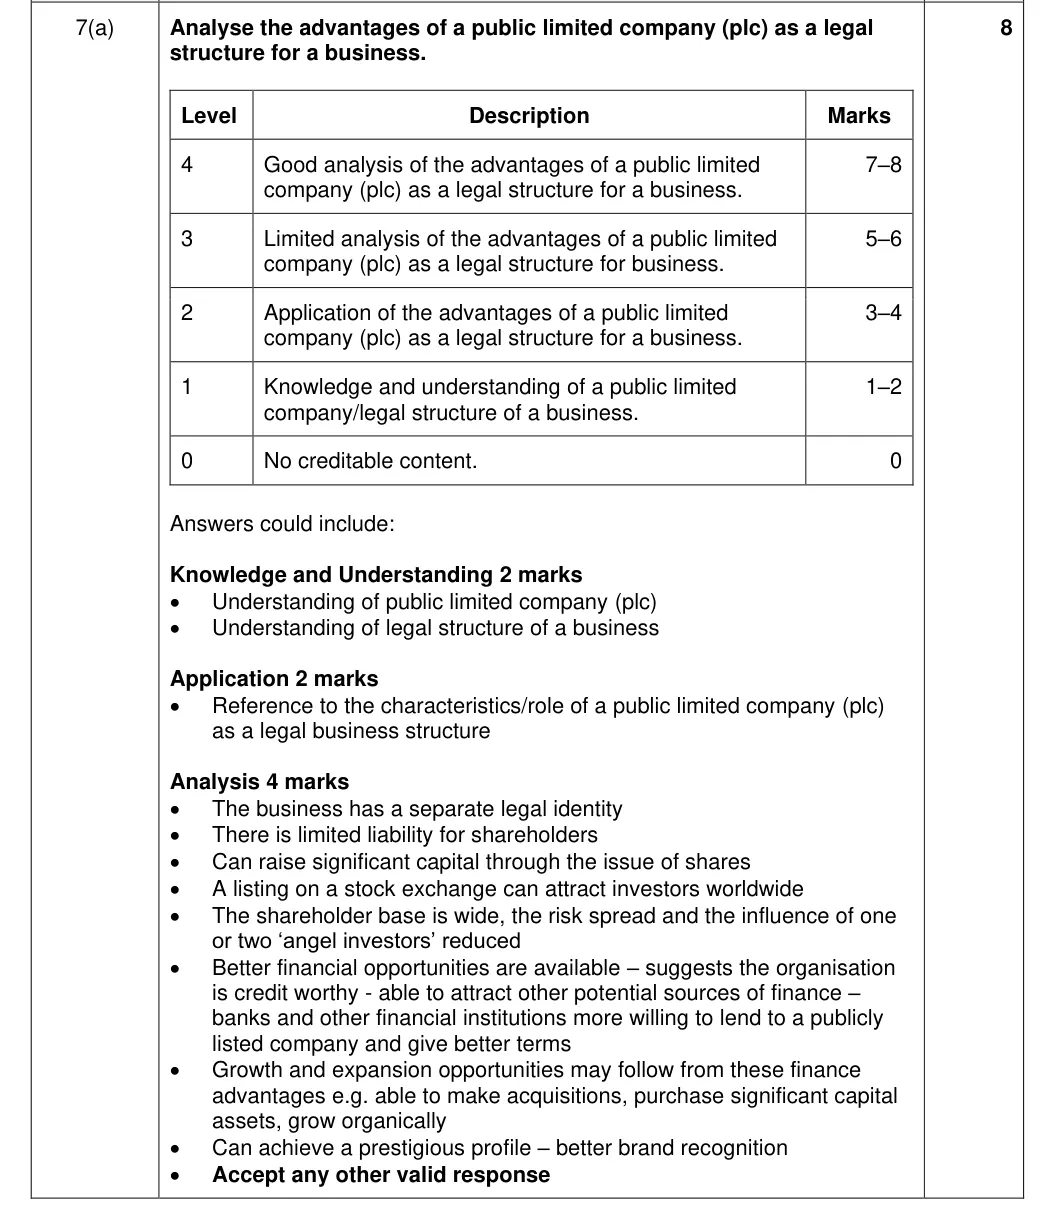 7(a) Analyse the advantages of a public limited company (plc) as a legal 8
structure for a business.
Level Description Marks
4 Good analysis of the advantages of a public limited 7–8
company (plc) as a legal structure for a business.
3 Limited analysis of the advantages of a public limited 5–6
company (plc) as a legal structure for business.
2 Application of the advantages of a public limited 3–4
company (plc) as a legal structure for a business.
1 Knowledge and understanding of a public limited 1–2
company/legal structure of a business.
0 No creditable content. 0
Answers could include:
Knowledge and Understanding 2 marks
• Understanding of public limited company (plc)
• Understanding of legal structure of a business
Application 2 marks
• Reference to the characteristics/role of a public limited company (plc)
as a legal business structure
Analysis 4 marks
• The business has a separate legal identity
• There is limited liability for shareholders
• Can raise significant capital through the issue of shares
• A listing on a stock exchange can attract investors worldwide
• The shareholder base is wide, the risk spread and the influence of one
or two ‘angel investors’ reduced
• Better financial opportunities are available – suggests the organisation
is credit worthy - able to attract other potential sources of finance –
banks and other financial institutions more willing to lend to a publicly
listed company and give better terms
• Growth and expansion opportunities may follow from these finance
advantages e.g. able to make acquisitions, purchase significant capital
assets, grow organically
• Can achieve a prestigious profile – better brand recognition
• Accept any other valid response